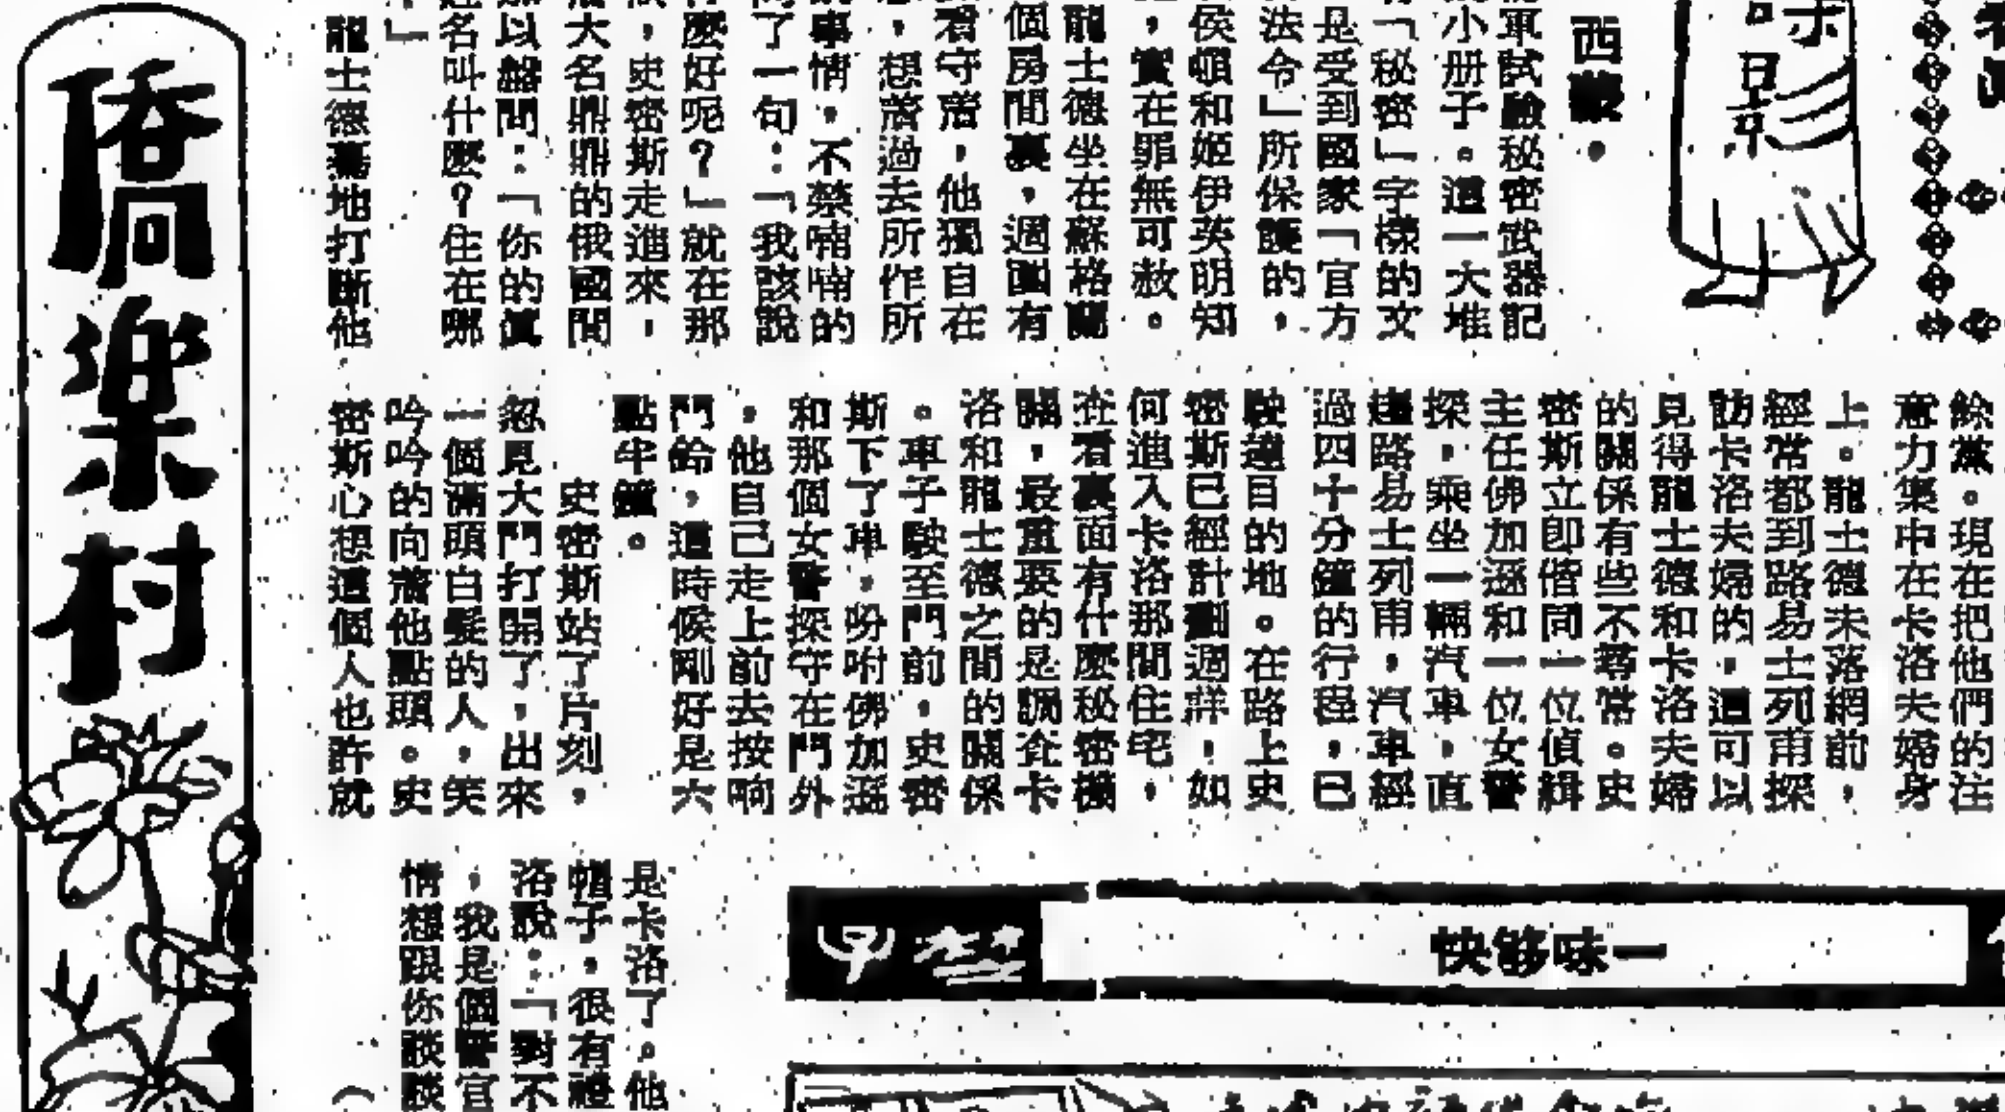 西蒙。
海軍試驗秘密武器記
小册子。這一大堆
有「秘密」字樣的文
是受到國家「官方
法令」所保護的，
侯頓和姬伊英明知
，實在罪無可赦。
龍士德坐在蘇格蘭
個房間裏，週圍有
看守着，他獨自在
，想着過去所作所
事情，不禁喃喃的
了一句：「我該說
什麼好呢？」就在那
，史密斯走進來，
大名鼎鼎的俄國間
以盤問：「你的眞
姓名叫什麼？住在哪
」
龍士德驀地打斷他
餘黨。現在把他們的注
意力集中在卡洛夫婦身
上。龍士德未落網前，
經常都到路易士列甫探
訪卡洛夫婦的，這可以
見得龍士德和卡洛夫婦
的關係有些不尋常。史
密斯立即偕同一位偵緝
主任佛加遜和一位女警
探，乘坐一輛汽車，直
趨路易士列甫，汽車經
過四十分鐘的行程，已
駛達目的地。在路上史
密斯已經計劃週詳，如
何進入卡洛那間住宅，
查看裏面有什麼秘密機
關，最重要的是調查卡
洛和龍士德之間的關係
。車子駛至門前，史密
斯下了車，吩咐佛加遜
和那個女警探守在門外
，他自己走上前去按响
門鈴，這時候剛好是六
點半鐘。
史密斯站了片刻，
忽見大門打開了，出來
一個滿頭白髮的人，笑
吟吟的向着他點頭。史
密斯心想這個人也許就
是卡洛了。他
帽子，很有禮
洛說：「對不
，我是個警官
情想跟你談談
（
僑樂村
一味夠快